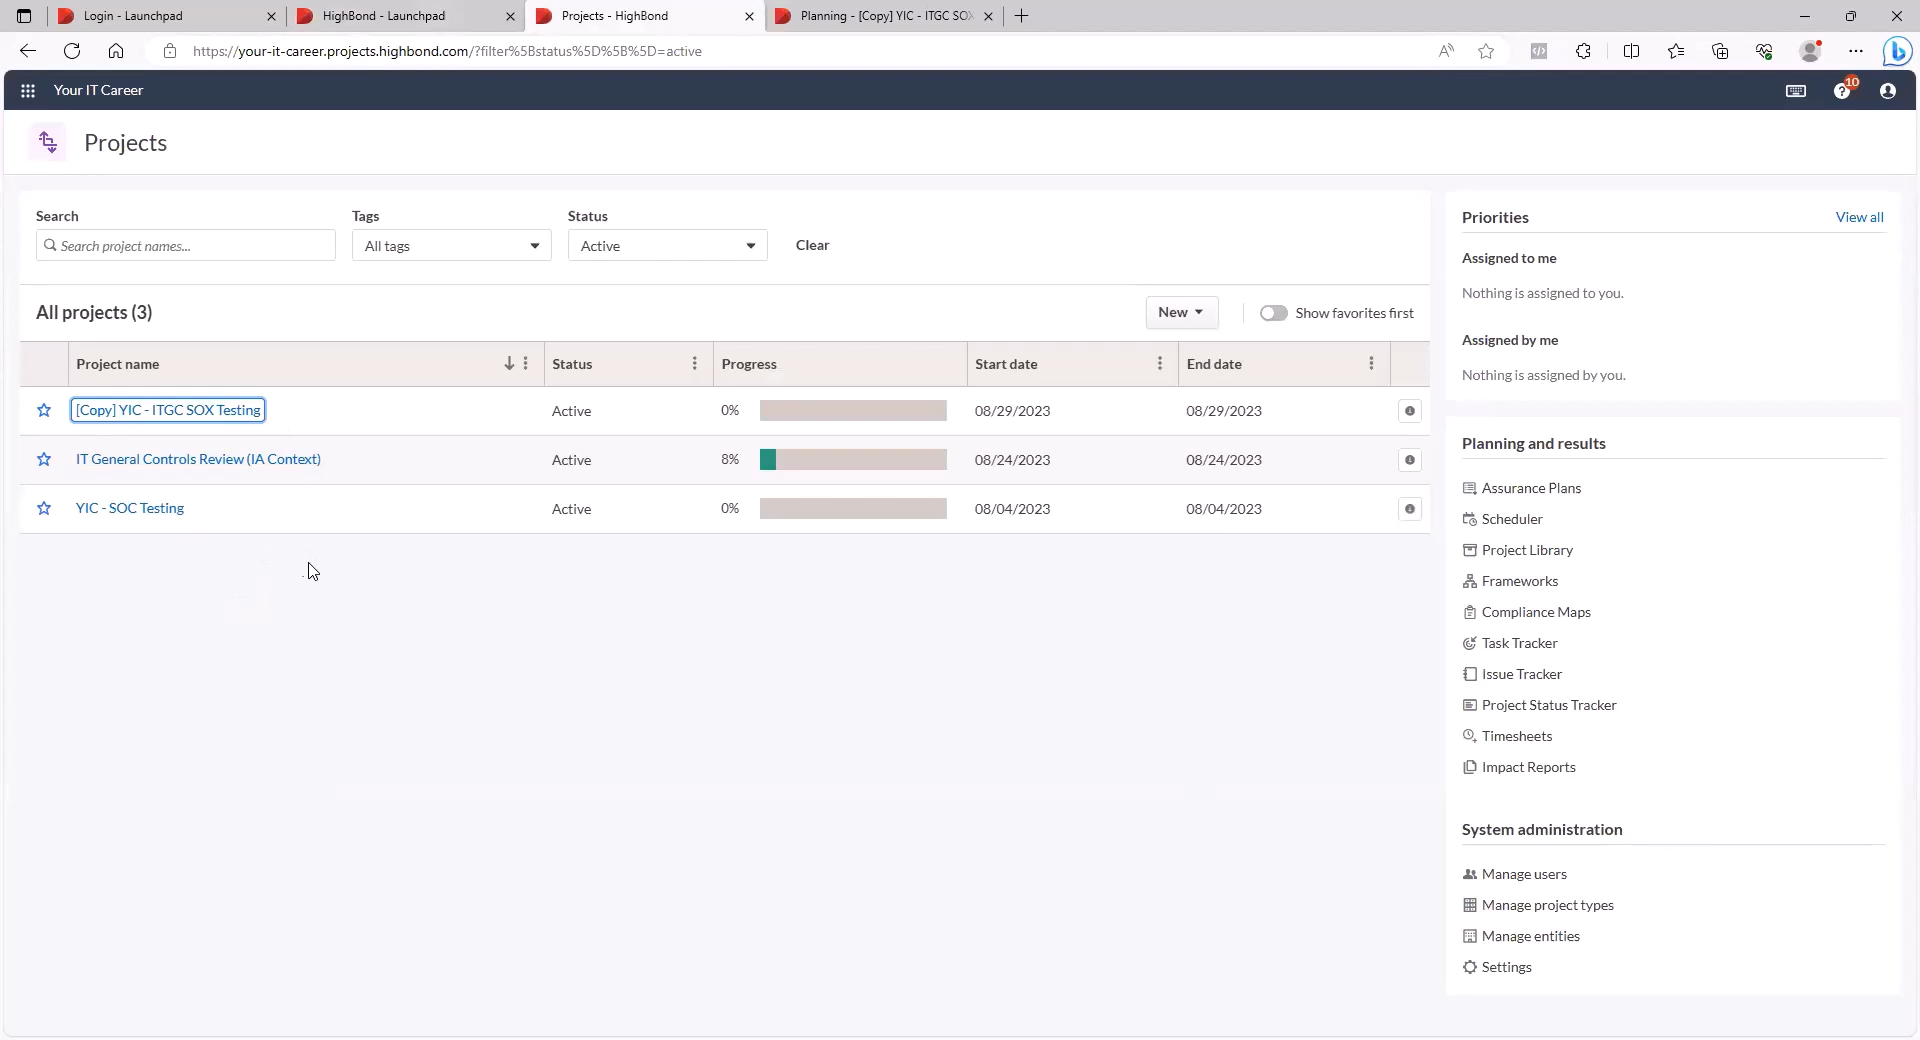 Login - Launchpad
HighBond - Launchpad
Projects - HighBond
Planning - [Copy] YIC - ITGC SOX
https://your-it-career.projects.highbond.com/?filter%5Bstatus%5D%5B%5D=active
Your IT Career
10
Projects
Search
Tags
Status
Search project names...
All tags
Active
Clear
All projects (3)
New
Show favorites first
Project name
Status
Progress
Start date
End date
[Copy] YIC - ITGC SOX Testing
Active
0%
08/29/2023
08/29/2023
IT General Controls Review (IA Context)
Active
8%
08/24/2023
08/24/2023
YIC - SOC Testing
Active
0%
08/04/2023
08/04/2023
Priorities
View all
Assigned to me
Nothing is assigned to you.
Assigned by me
Nothing is assigned by you.
Planning and results
Assurance Plans
Scheduler
Project Library
Frameworks
Compliance Maps
Task Tracker
Issue Tracker
Project Status Tracker
Timesheets
Impact Reports
System administration
Manage users
Manage project types
Manage entities
Settings